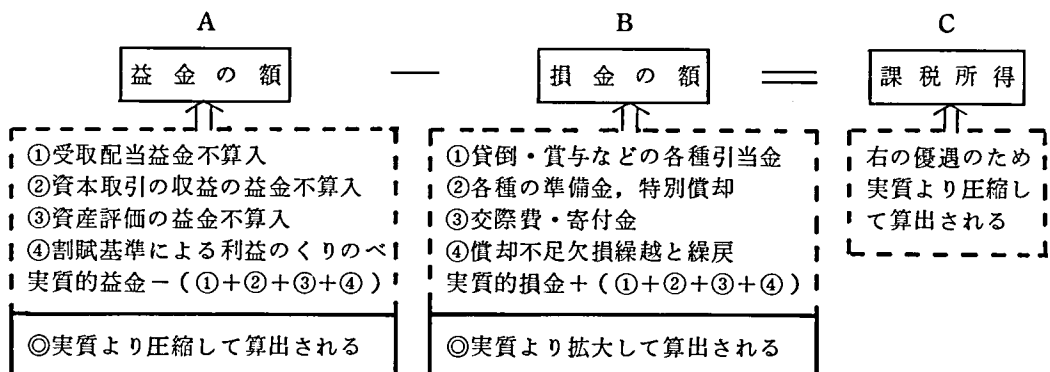 A B C
益金の額 — 損金の額 = 課税所得
①受取配当益金不算入
②資本取引の収益の益金不算入
③資産評価の益金不算入
④割賦基準による利益のくりのべ
実質的益金－(①+②+③+④)
◎実質より圧縮して算出される
①貸倒・賞与などの各種引当金
②各種の準備金，特別償却
③交際費・寄付金
④償却不足欠損繰越と繰戻
実質的損金+(①+②+③+④)
◎実質より拡大して算出される
右の優遇のため
実質より圧縮し
て算出される